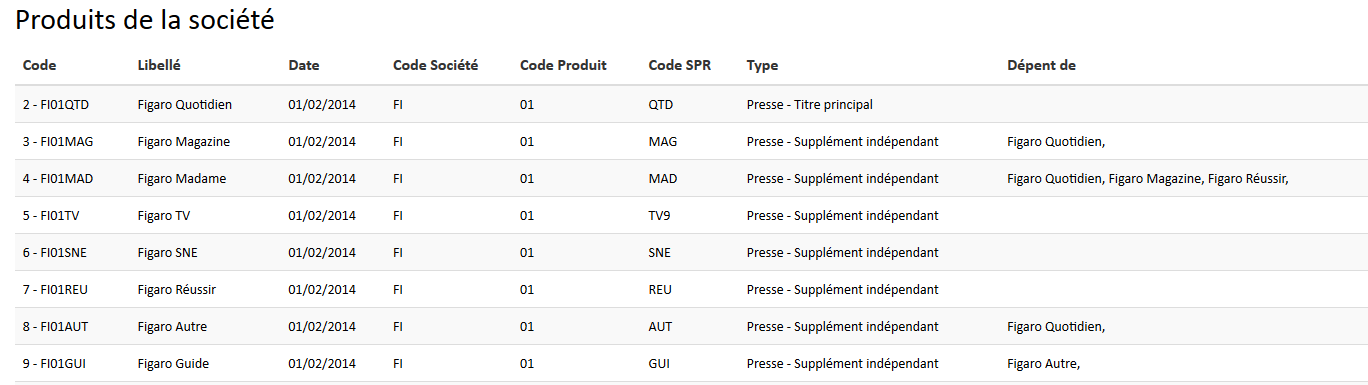 Produits de la société
Code Libellé Date Code Société Code Produit Code SPR Type Dépent de
2 - FI01QTD Figaro Quotidien 01/02/2014 FI 01 QTD Presse - Titre principal
3 - FI01MAG Figaro Magazine 01/02/2014 FI 01 MAG Presse - Supplément indépendant Figaro Quotidien,
4 - FI01MAD Figaro Madame 01/02/2014 FI 01 MAD Presse - Supplément indépendant Figaro Quotidien, Figaro Magazine, Figaro Réussir,
5 - FI01TV Figaro TV 01/02/2014 FI 01 TV9 Presse - Supplément indépendant
6 - FI01SNE Figaro SNE 01/02/2014 FI 01 SNE Presse - Supplément indépendant
7 - FI01REU Figaro Réussir 01/02/2014 FI 01 REU Presse - Supplément indépendant
8 - FI01AUT Figaro Autre 01/02/2014 FI 01 AUT Presse - Supplément indépendant Figaro Quotidien,
9 - FI01GUI Figaro Guide 01/02/2014 FI 01 GUI Presse - Supplément indépendant Figaro Autre,